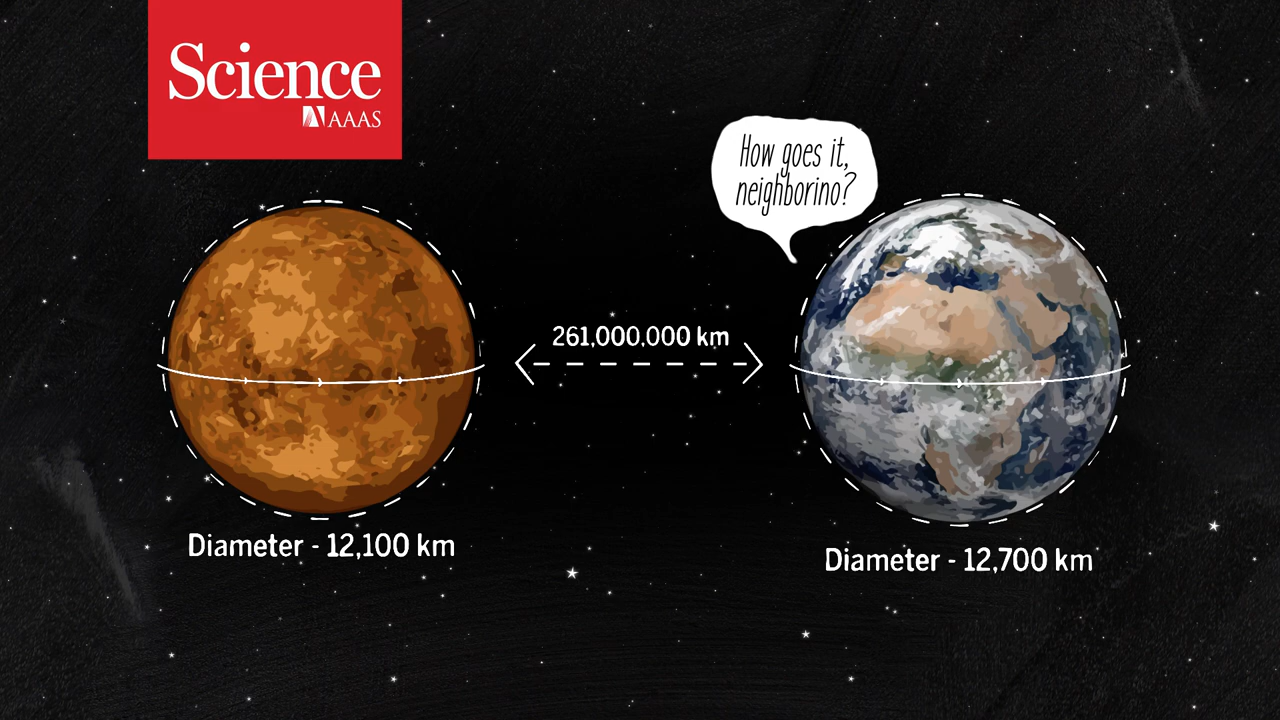 Science
AAAS
How goes it,
neighborino?
261,000,000 km
Diameter - 12,100 km
Diameter - 12,700 km